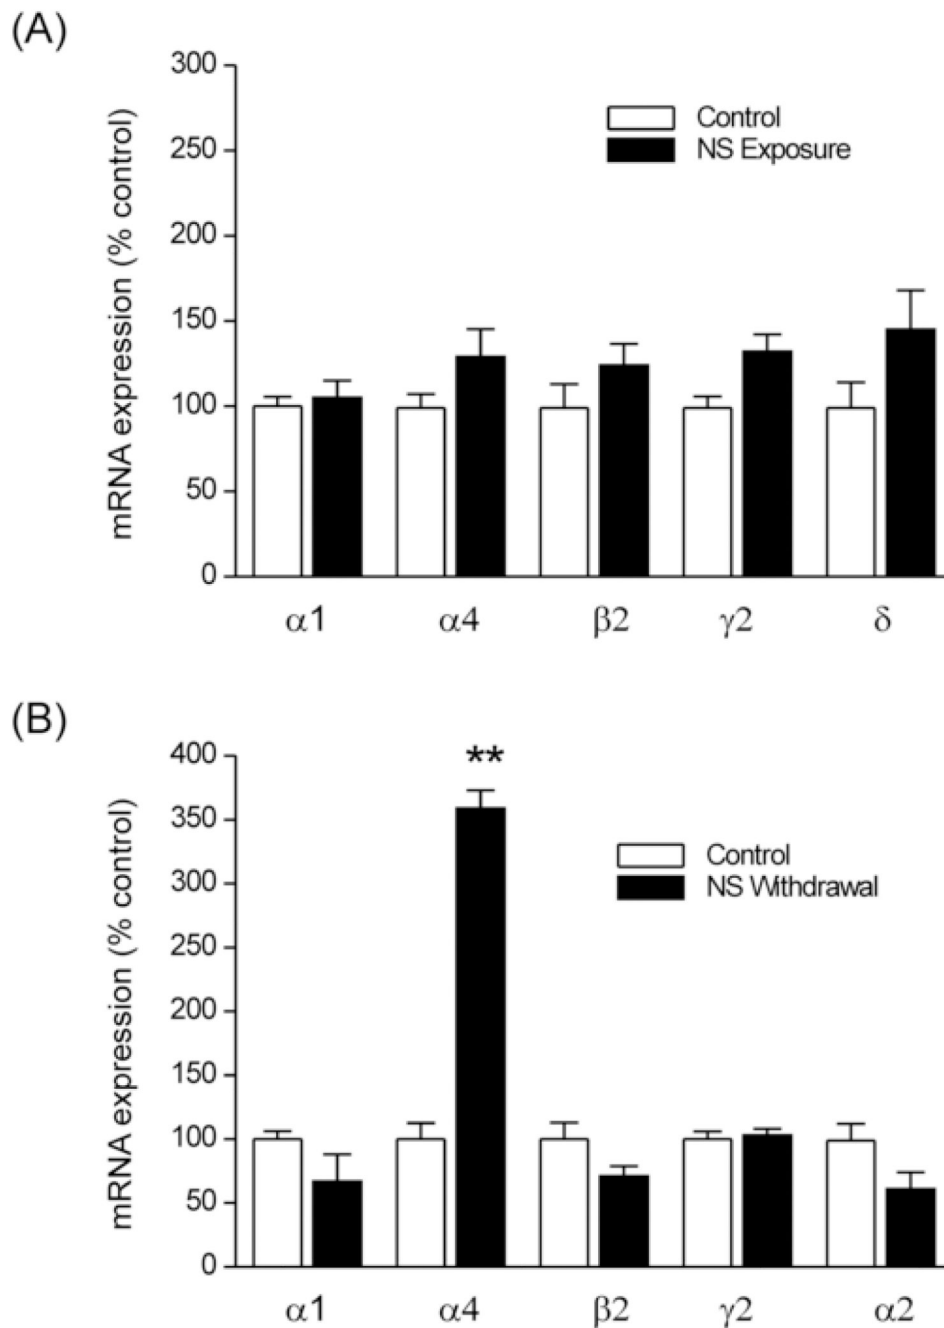 (A)
mRNA expression (% control)
300
250
200
150
100
50
0
Control
NS Exposure
α1 α4 β2 γ2 δ
(B)
mRNA expression (% control)
400
350
300
250
200
150
100
50
0
**
Control
NS Withdrawal
α1 α4 β2 γ2 α2